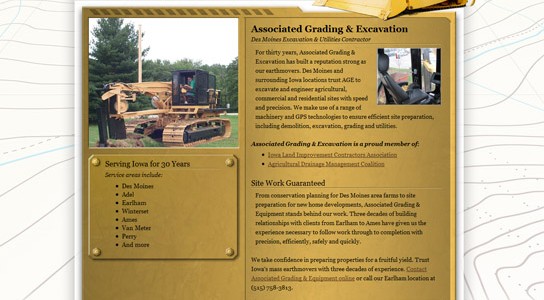 Associated Grading & Excavation
Des Moines Excavation & Utilities Contractor
For thirty years, Associated Grading &
Excavation has built a reputation strong as
our earthmovers. Des Moines and
surrounding Iowa locations trust AGE to
excavate and engineer agricultural,
commercial and residential sites with speed
and precision. We make use of a range of
machinery and GPS technologies to ensure efficient site preparation,
including demolition, excavation, grading and utilities.
Associated Grading & Excavation is a proud member of:
Iowa Land Improvement Contractors Association
Agricultural Drainage Management Coalition
Serving Iowa for 30 Years
Service areas include:
Des Moines
Adel
Earlham
Winterset
Ames
Van Meter
Perry
And more
Site Work Guaranteed
From conservation planning for Des Moines area farms to site
preparation for new home developments, Associated Grading &
Equipment stands behind our work. Three decades of building
relationships with clients from Earlham to Ames have given us the
experience necessary to follow work through to completion with
precision, efficiently, safely and quickly.
We take confidence in preparing properties for a fruitful yield. Trust
Iowa's master earthmovers with three decades of experience. Contact
Associated Grading & Equipment online or call our Earlham location at
(515) 758-3813.